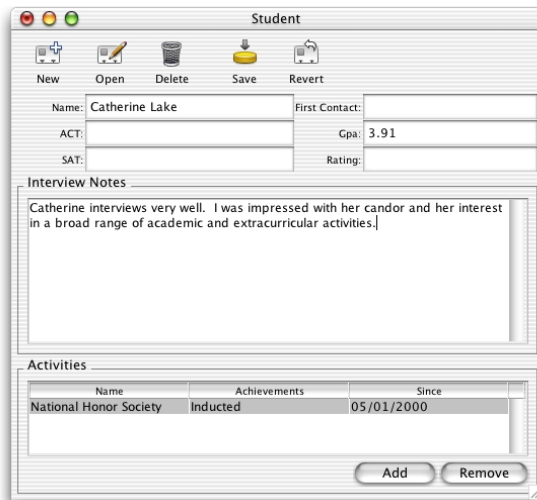 Student
New Open Delete Save Revert
Name: Catherine Lake First Contact:
ACT: Gpa: 3.91
SAT: Rating:
Interview Notes
Catherine interviews very well. I was impressed with her candor and her interest
in a broad range of academic and extracurricular activities.
Activities
Name Achievements Since
National Honor Society Inducted 05/01/2000
Add Remove